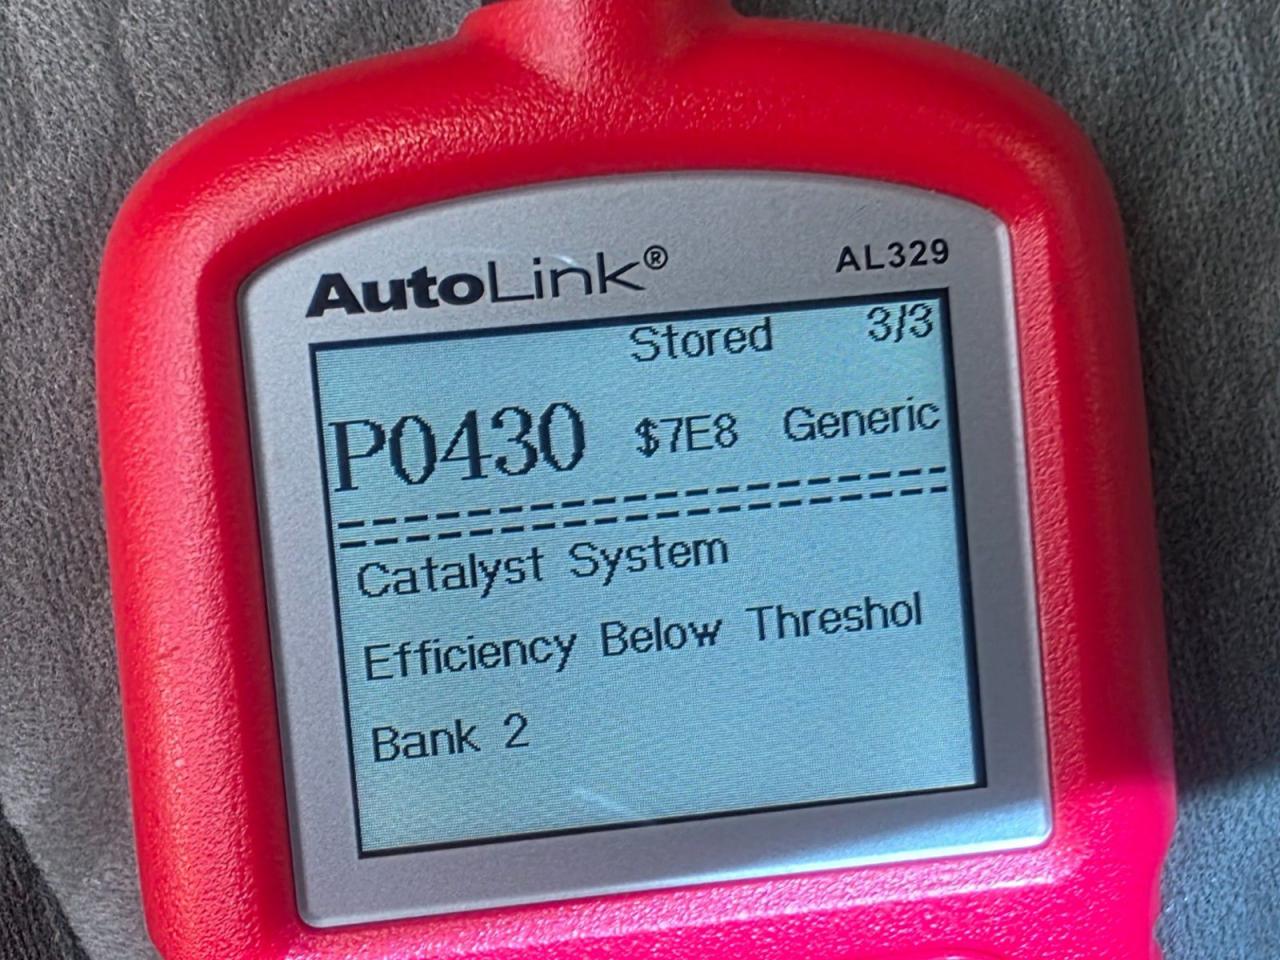 AutoLink® AL329
Stored 3/3
P0430 $7E8 Generic
Catalyst System
Efficiency Below Threshol
Bank 2